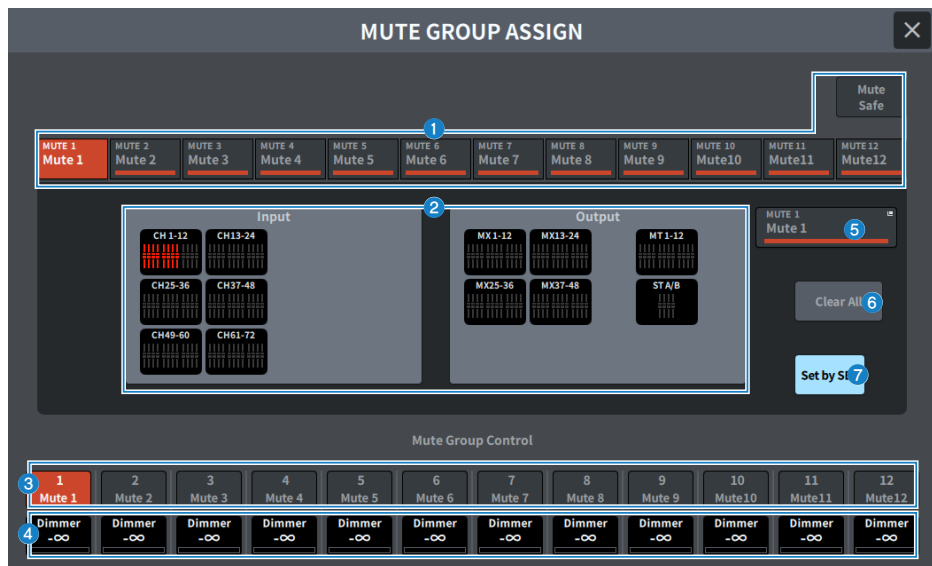 MUTE GROUP ASSIGN
Mute
Safe
1
MUTE 1 MUTE 2 MUTE 3 MUTE 4 MUTE 5 MUTE 6 MUTE 7 MUTE 8 MUTE 9 MUTE 10 MUTE 11 MUTE 12
Mute 1 Mute 2 Mute 3 Mute 4 Mute 5 Mute 6 Mute 7 Mute 8 Mute 9 Mute10 Mute11 Mute12
2
Input
CH 1-12 CH13-24
CH25-36 CH37-48
CH49-60 CH61-72
Output
MX 1-12 MX13-24 MT 1-12
MX25-36 MX37-48 ST A/B
MUTE 1
Mute 1 5
Clear All 6
Set by 7
Mute Group Control
3
1 2 3 4 5 6 7 8 9 10 11 12
Mute 1 Mute 2 Mute 3 Mute 4 Mute 5 Mute 6 Mute 7 Mute 8 Mute 9 Mute10 Mute11 Mute12
4
Dimmer Dimmer Dimmer Dimmer Dimmer Dimmer Dimmer Dimmer Dimmer Dimmer Dimmer Dimmer
-∞ -∞ -∞ -∞ -∞ -∞ -∞ -∞ -∞ -∞ -∞ -∞